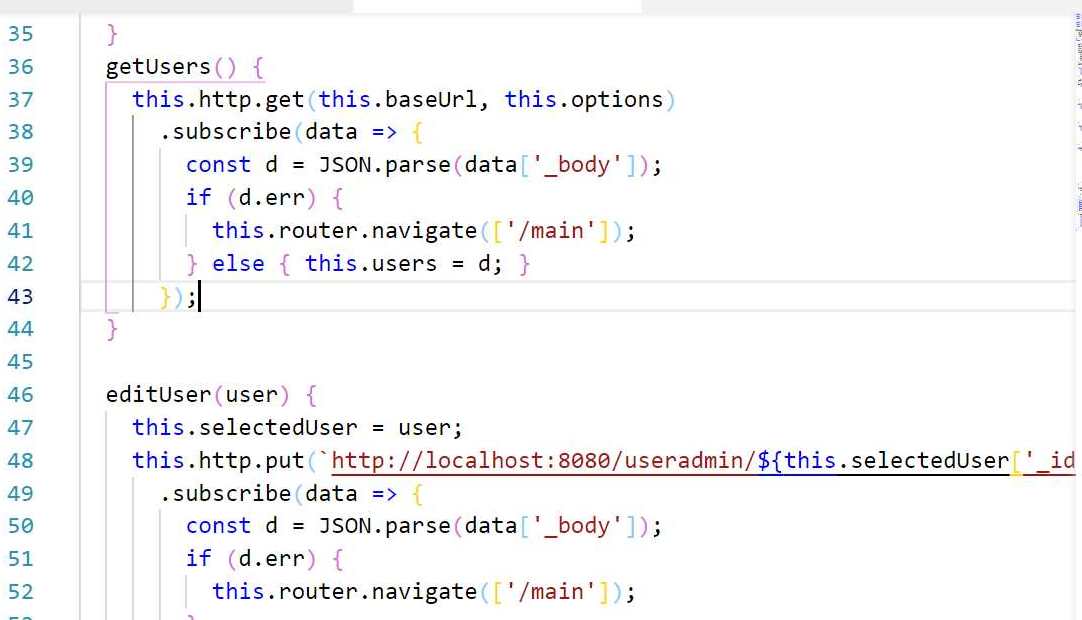 35 }
36 getUsers() {
37 this.http.get(this.baseUrl, this.options)
38 .subscribe(data => {
39 const d = JSON.parse(data['_body']);
40 if (d.err) {
41 this.router.navigate(['/main']);
42 } else { this.users = d; }
43 });
44 }
45
46 editUser(user) {
47 this.selectedUser = user;
48 this.http.put(`http://localhost:8080/useradmin/${this.selectedUser['_id
49 .subscribe(data => {
50 const d = JSON.parse(data['_body']);
51 if (d.err) {
52 this.router.navigate(['/main']);